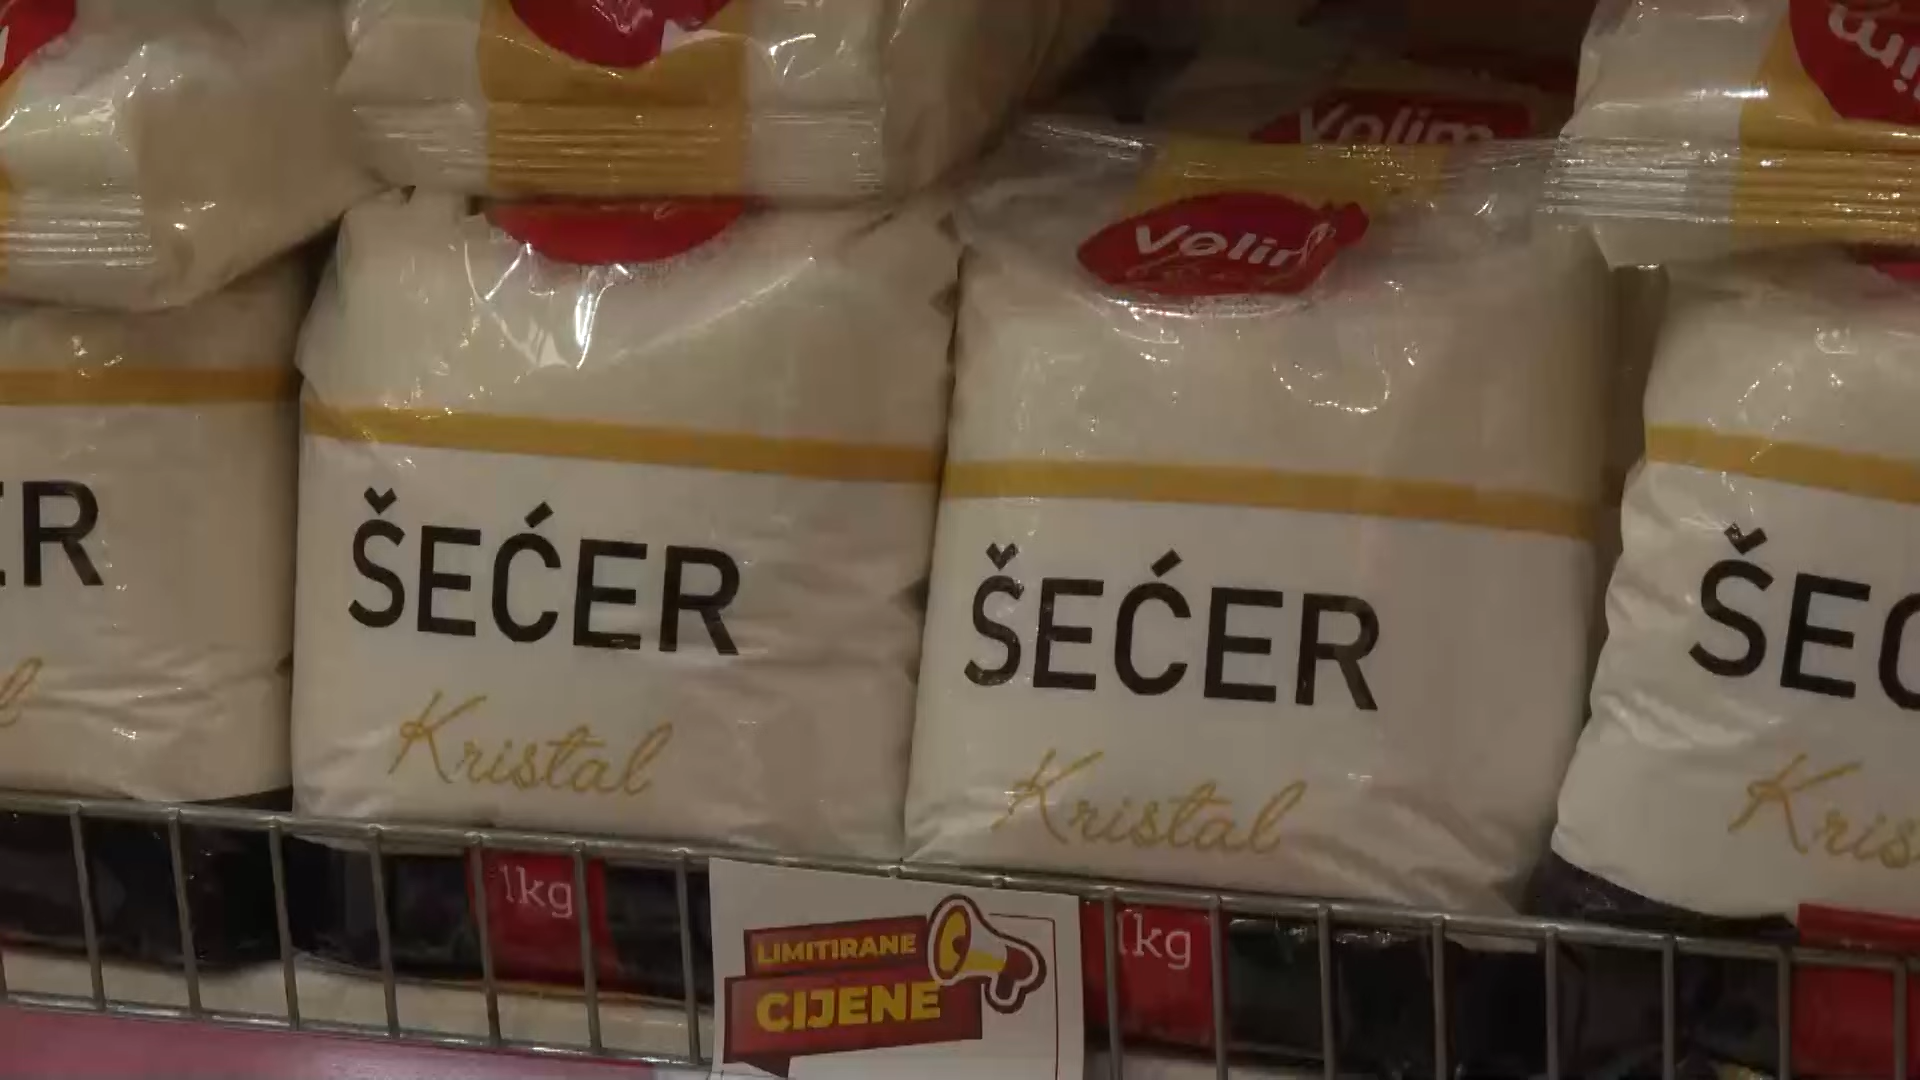 Volim
Volim
ŠEĆER
Kristal
ŠEĆER
Kristal
1kg
1kg
LIMITIRANE
CIJENE